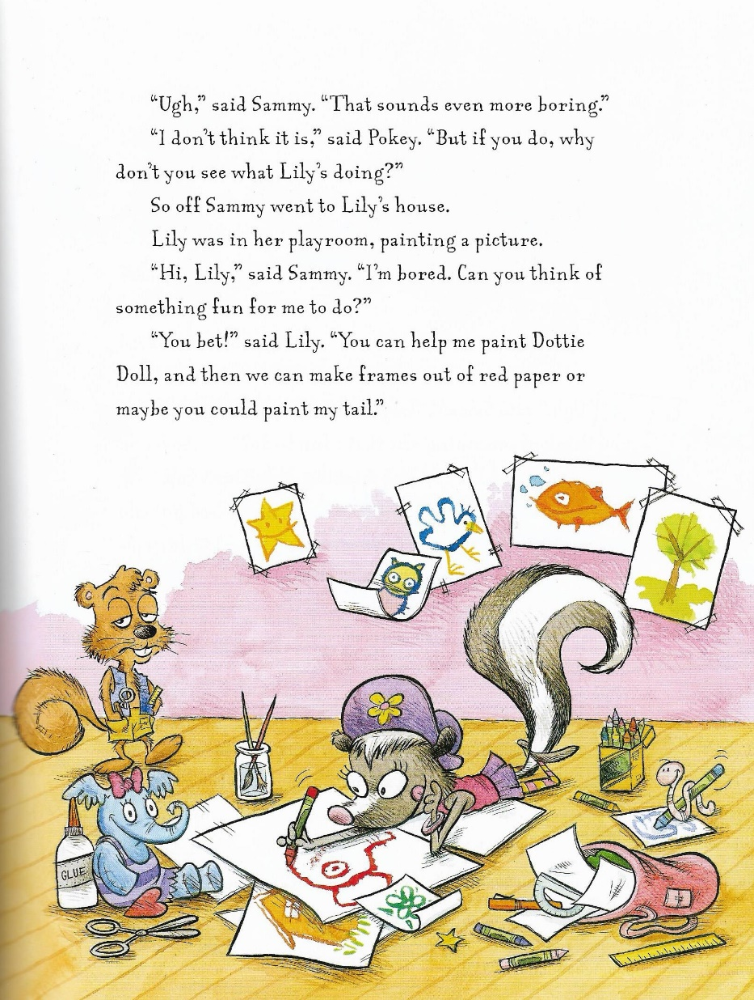 “Ugh,” said Sammy. “That sounds even more boring.”
“I don’t think it is,” said Pokey. “But if you do, why
don’t you see what Lily’s doing?”
So off Sammy went to Lily’s house.
Lily was in her playroom, painting a picture.
“Hi, Lily,” said Sammy. “I’m bored. Can you think of
something fun for me to do?”
“You bet!” said Lily. “You can help me paint Dottie
Doll, and then we can make frames out of red paper or
maybe you could paint my tail.”
GLUE